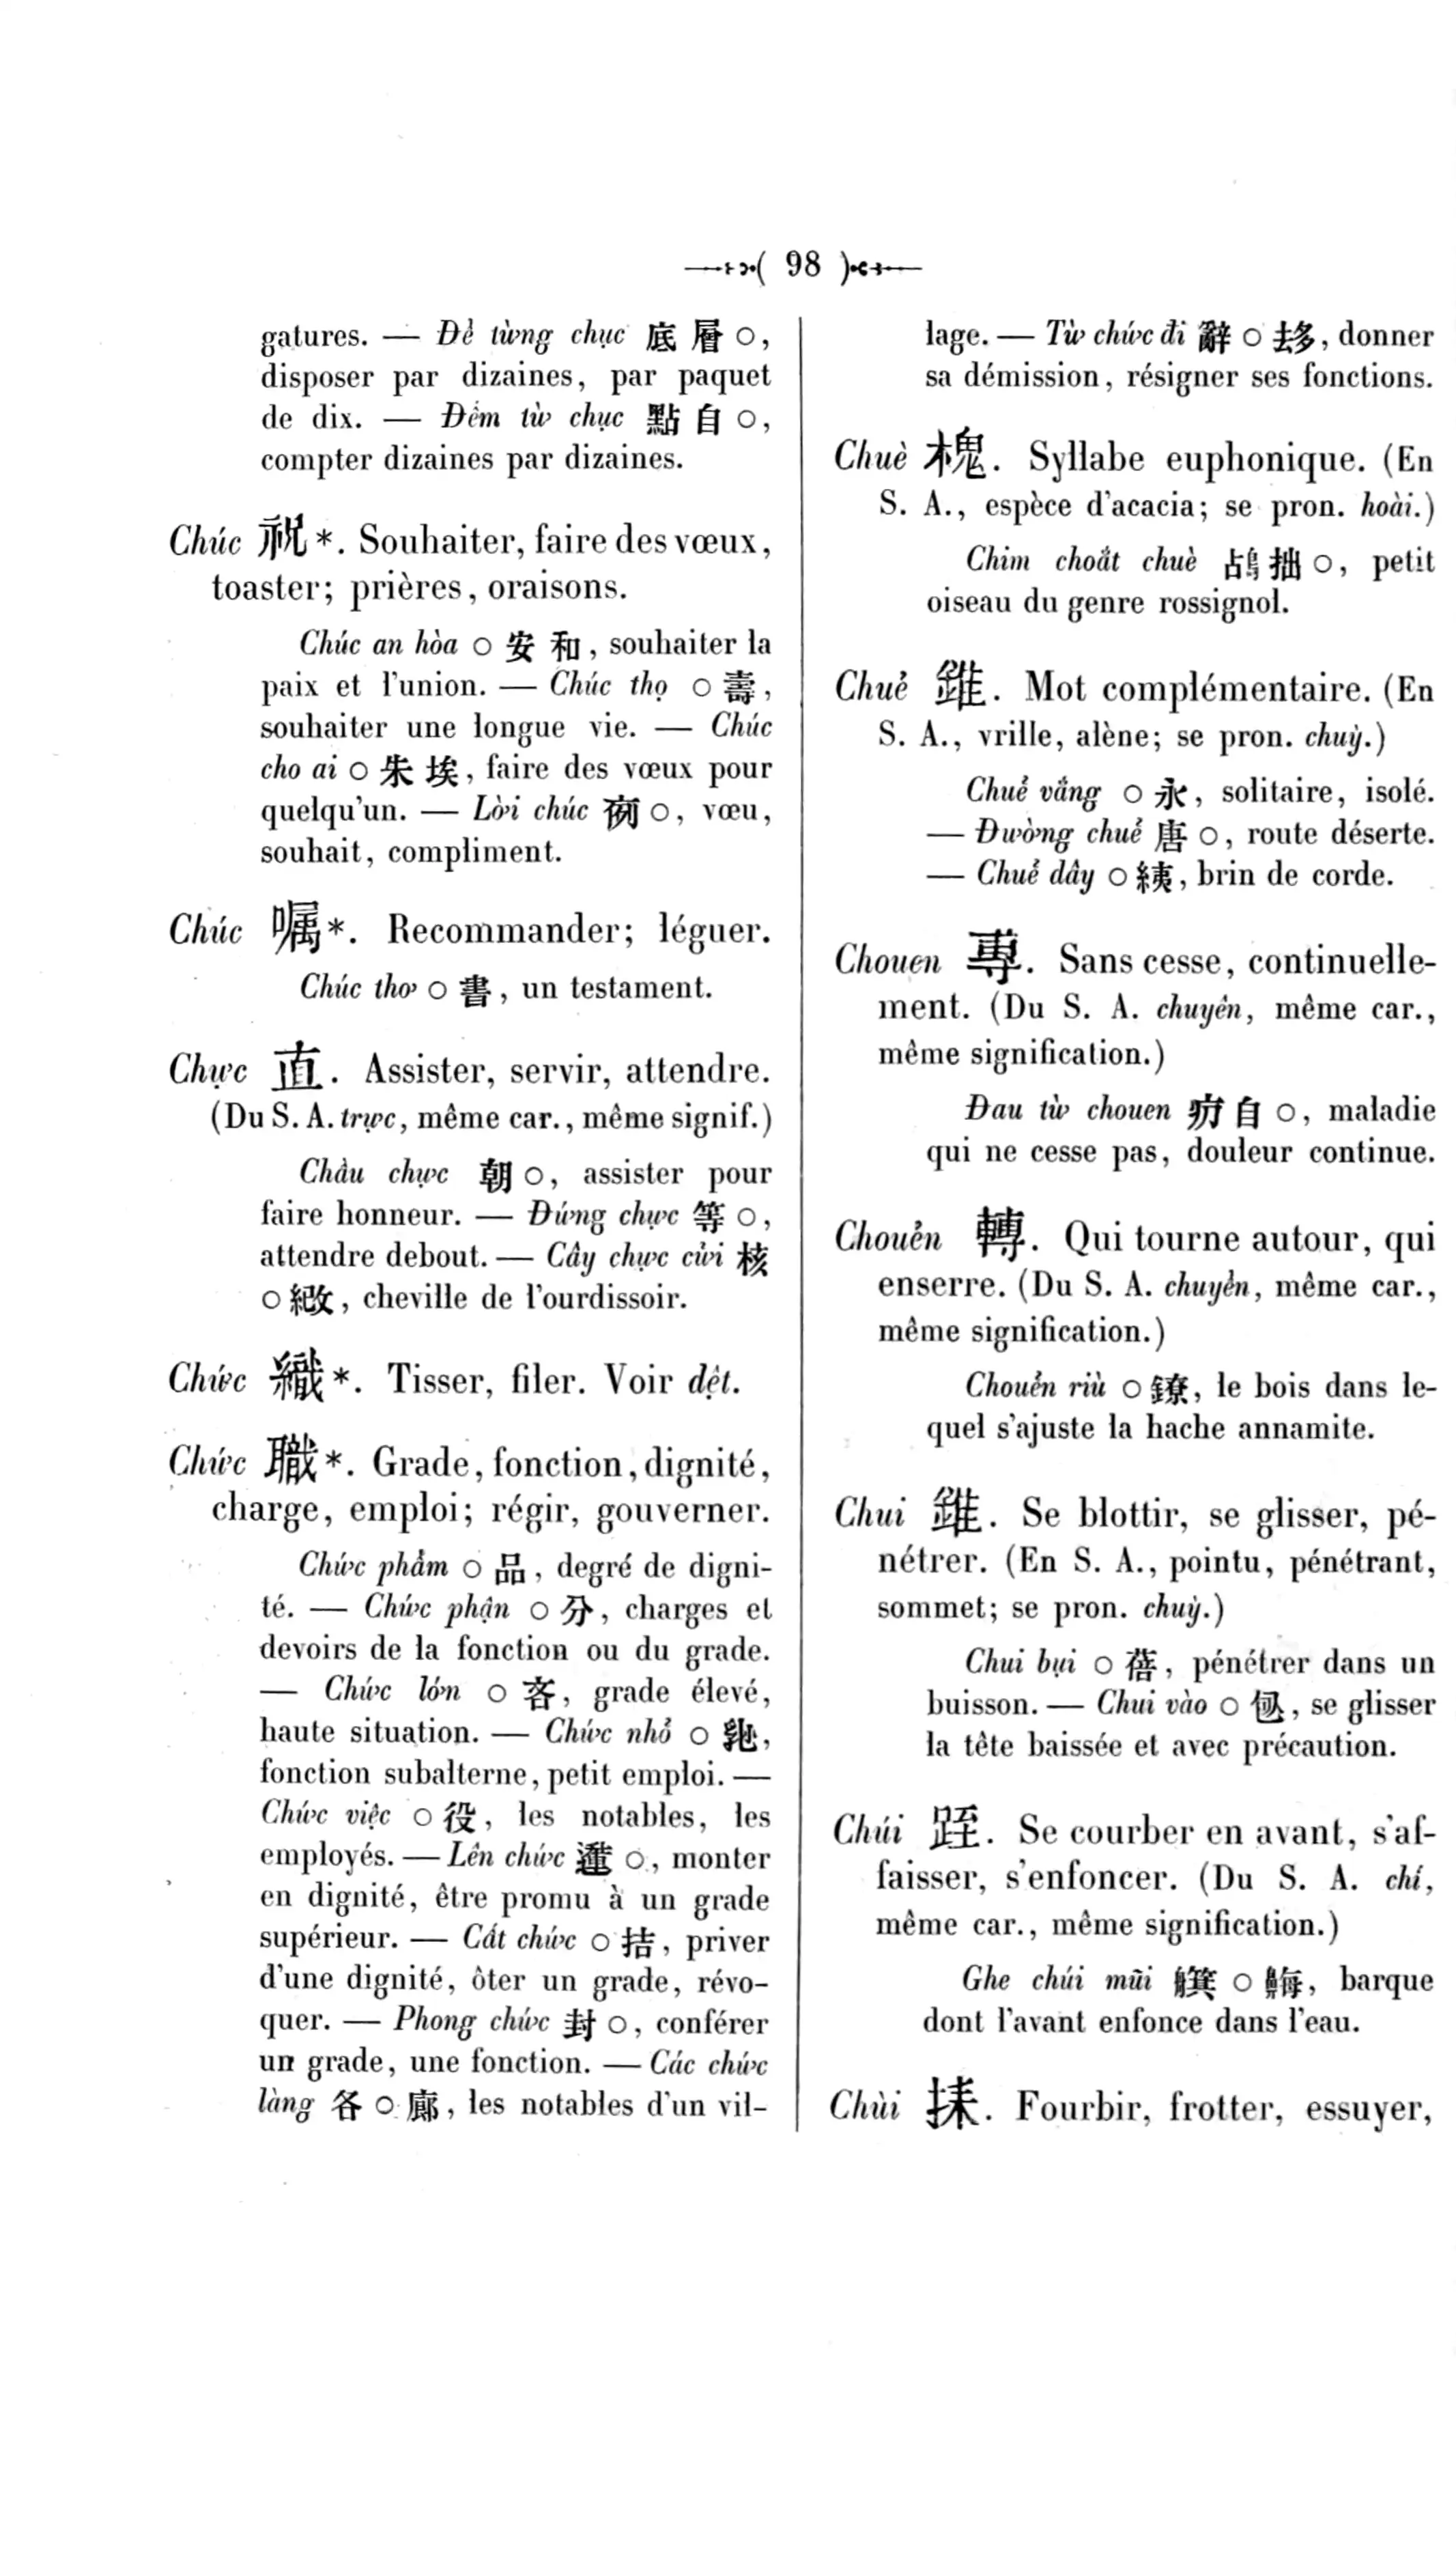 ( 98 )
gatures. — Đề từng chục 底 層 ○,
disposer par dizaines, par paquet
de dix. — Đếm từ chục 點 自 ○,
compter dizaines par dizaines.
Chúc 祝 *. Souhaiter, faire des vœux,
toaster; prières, oraisons.
Chúc an hòa ○ 安 和, souhaiter la
paix et l'union. — Chúc thọ ○ 壽,
souhaiter une longue vie. — Chúc
cho ai ○ 朱 埃, faire des vœux pour
quelqu'un. — Lời chúc ○, vœu,
souhait, compliment.
Chúc 嘱 *. Recommander; léguer.
Chúc thơ ○ 書, un testament.
Chực 直. Assister, servir, attendre.
(Du S. A. trực, même car., même signif.)
Chầu chực 朝 ○, assister pour
faire honneur. — Đứng chực 等 ○,
attendre debout. — Cây chực cửi 核
○, cheville de l'ourdissoir.
Chức 織 *. Tisser, filer. Voir dệt.
Chức 職 *. Grade, fonction, dignité,
charge, emploi; régir, gouverner.
Chức phẩm ○ 品, degré de digni-
té. — Chức phận ○ 分, charges et
devoirs de la fonction ou du grade.
— Chức lớn ○, grade élevé,
haute situation. — Chức nhỏ ○,
fonction subalterne, petit emploi. —
Chức việc ○ 役, les notables, les
employés. — Lên chức ○, monter
en dignité, être promu à un grade
supérieur. — Cắt chức ○ 拮, priver
d'une dignité, ôter un grade, révo-
quer. — Phong chức 封 ○, conférer
un grade, une fonction. — Các chức
làng 各 ○ 廊, les notables d'un vil-
lage. — Từ chức đi 辭 ○ 𠫾, donner
sa démission, résigner ses fonctions.
Chuè 槐. Syllabe euphonique. (En
S. A., espèce d'acacia; se pron. hoài.)
Chim choắt chuè 鴣 拙 ○, petit
oiseau du genre rossignol.
Chuẻ 錐. Mot complémentaire. (En
S. A., vrille, alène; se pron. chuỳ.)
Chuẻ vắng ○ 永, solitaire, isolé.
— Đường chuẻ 唐 ○, route déserte.
— Chuẻ dây ○, brin de corde.
Chouen 專. Sans cesse, continuelle-
ment. (Du S. A. chuyên, même car.,
même signification.)
Đau từ chouen 自 ○, maladie
qui ne cesse pas, douleur continue.
Chouẻn 轉. Qui tourne autour, qui
enserre. (Du S. A. chuyển, même car.,
même signification.)
Chouẻn riù ○ 鐐, le bois dans le-
quel s'ajuste la hache annamite.
Chui 錐. Se blottir, se glisser, pé-
nétrer. (En S. A., pointu, pénétrant,
sommet; se pron. chuỳ.)
Chui bụi ○ 蓓, pénétrer dans un
buisson. — Chui vào ○, se glisser
la tête baissée et avec précaution.
Chúi 跮. Se courber en avant, s'af-
faisser, s'enfoncer. (Du S. A. chí,
même car., même signification.)
Ghe chúi mũi ○, barque
dont l'avant enfonce dans l'eau.
Chùi 抹. Fourbir, frotter, essuyer,